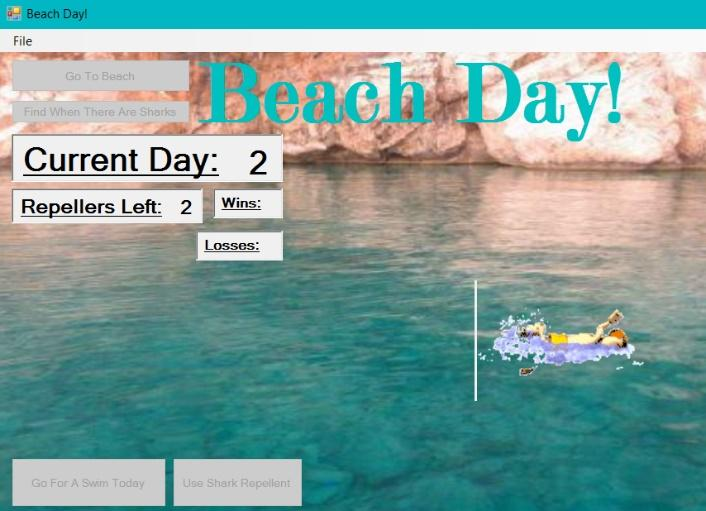 Beach Day!
File
Go To Beach
Beach Day!
Find When There Are Sharks
Current Day: 2
Repellers Left: 2
Wins:
Losses:
Go For A Swim Today
Use Shark Repellent